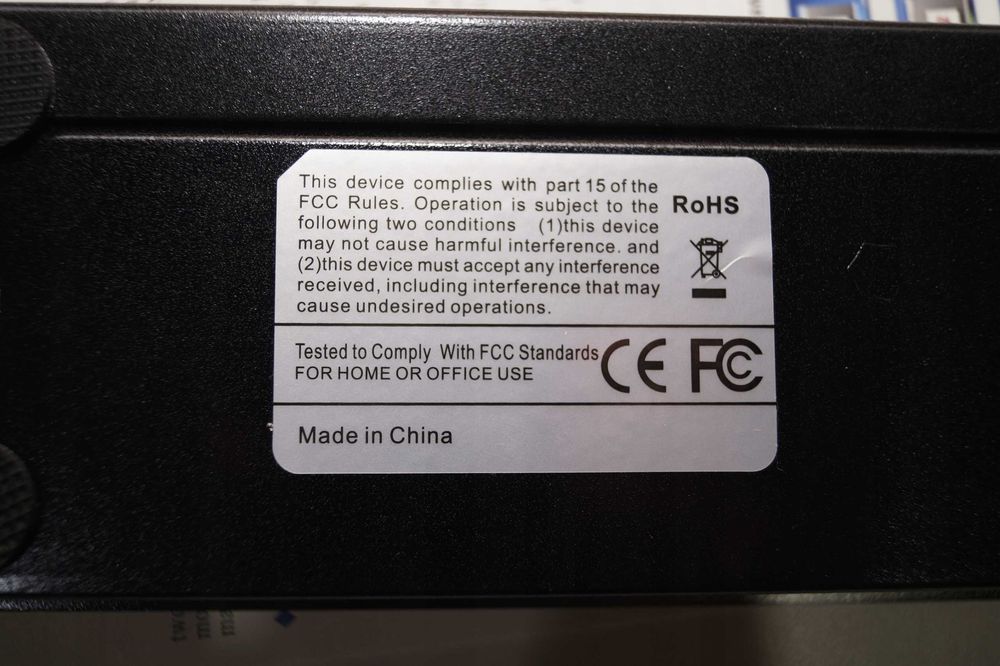 This device complies with part 15 of the
FCC Rules. Operation is subject to the
following two conditions (1)this device
may not cause harmful interference. and
(2)this device must accept any interference
received, including interference that may
cause undesired operations.
RoHS
Tested to Comply With FCC Standards
FOR HOME OR OFFICE USE
CE FC
Made in China